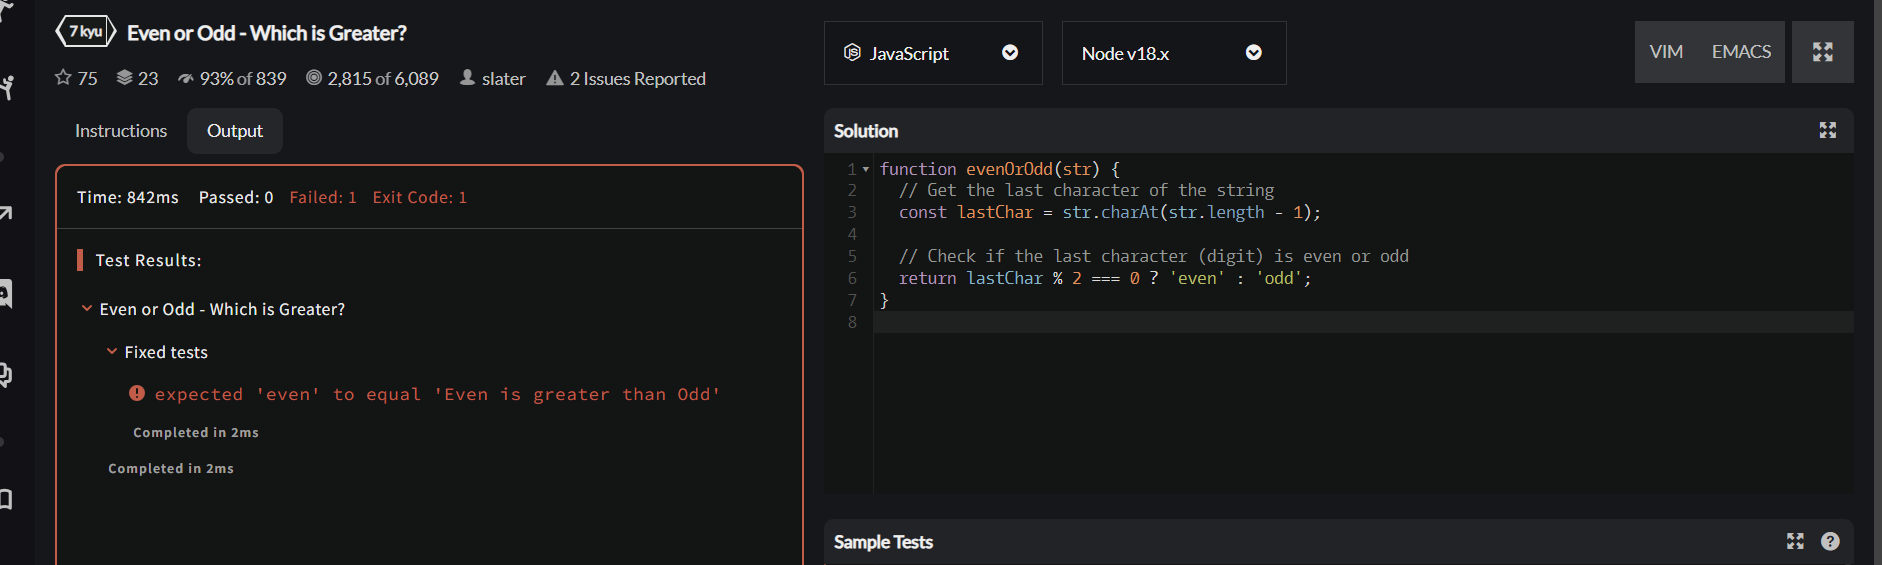 7 kyu
Even or Odd - Which is Greater?
75 23 93% of 839 2,815 of 6,089 slater 2 Issues Reported
Instructions
Output
Time: 842ms Passed: 0 Failed: 1 Exit Code: 1
Test Results:
Even or Odd - Which is Greater?
Fixed tests
expected 'even' to equal 'Even is greater than Odd'
Completed in 2ms
Completed in 2ms
JS JavaScript
Node v18.x
VIM EMACS
Solution
1 function evenOrOdd(str) {
2 // Get the last character of the string
3 const lastChar = str.charAt(str.length - 1);
4
5 // Check if the last character (digit) is even or odd
6 return lastChar % 2 === 0 ? 'even' : 'odd';
7 }
8
Sample Tests
?